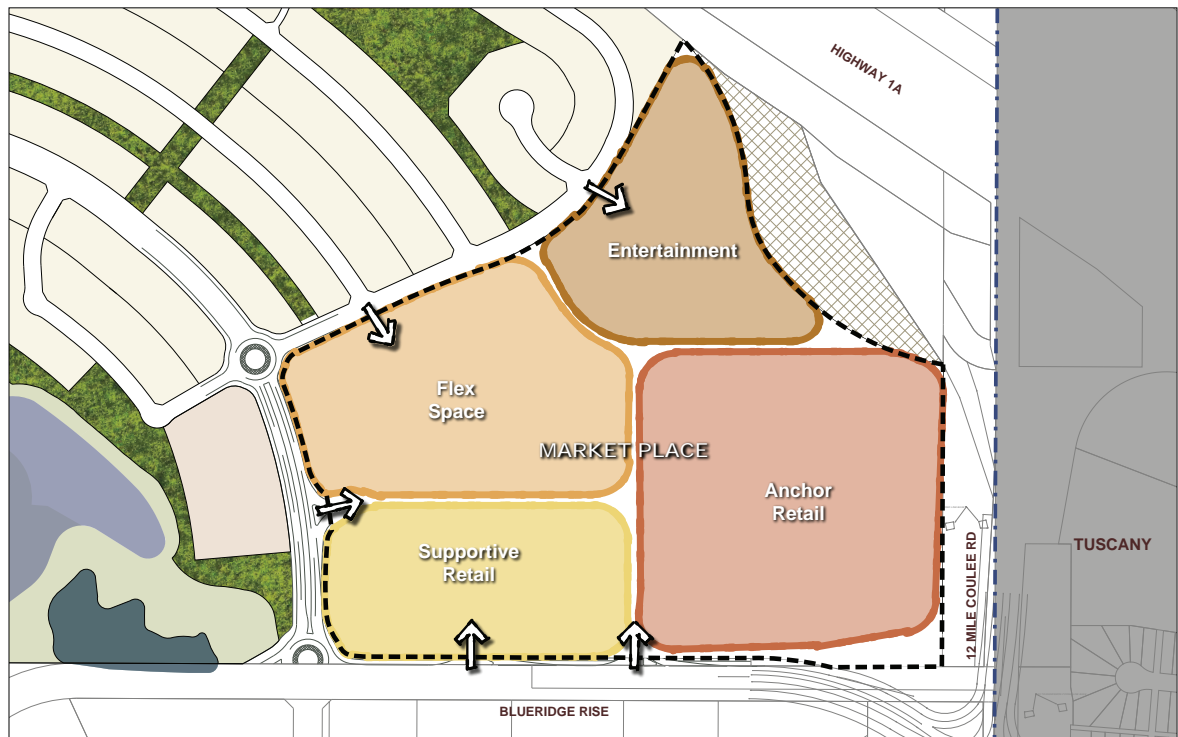 HIGHWAY 1A
Entertainment
Flex
Space
MARKET PLACE
Anchor
Retail
Supportive
Retail
TUSCANY
12 MILE COULEE RD
BLUERIDGE RISE